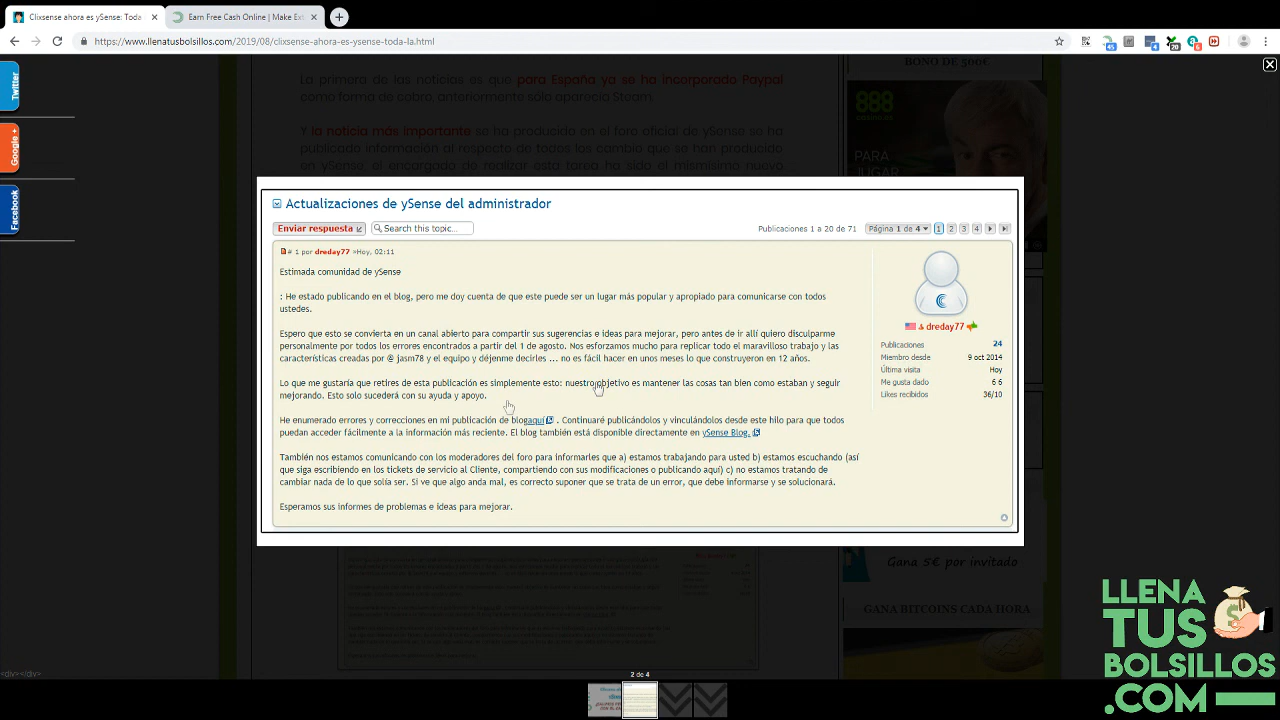 Clixsense ahora es ySense: Toda
Earn Free Cash Online | Make Ex
https://www.llenatusbolsillos.com/2019/08/clixsense-ahora-es-ysense-toda-la.html
45
4
20
6
Twitter
Google +
Facebook
La primera de las noticias es que para España ya se ha incorporado Paypal
como forma de cobro, anteriormente solo aparecía Steam
Y la noticia más importante se ha producido en el foro oficial de ySense se ha
publicado información al respecto de todas los cambio que se han producido
en ySense el encargado de realizar esta tarea ha sido el mismísmo nuevo
BONO DE 500€
888
PARA
Actualizaciones de ySense del administrador
Enviar respuesta
Search this topic...
Publicaciones 1 a 20 de 71
Página 1 de 4
1 2 3 4
# 1 por dreday77 »Hoy, 02:11
Estimada comunidad de ySense
: He estado publicando en el blog, pero me doy cuenta de que este puede ser un lugar más popular y apropiado para comunicarse con todos
ustedes.
Espero que esto se convierta en un canal abierto para compartir sus sugerencias e ideas para mejorar, pero antes de ir allí quiero disculparme
personalmente por todos los errores encontrados a partir del 1 de agosto. Nos esforzamos mucho para replicar todo el maravilloso trabajo y las
características creadas por @ jasm78 y el equipo y déjenme decirles ... no es fácil hacer en unos meses lo que construyeron en 12 años.
Lo que me gustaría que retires de esta publicación es simplemente esto: nuestro objetivo es mantener las cosas tan bien como estaban y seguir
mejorando. Esto solo sucederá con su ayuda y apoyo.
He enumerado errores y correcciones en mi publicación de blogaquí . Continuaré publicándolos y vinculándolos desde este hilo para que todos
puedan acceder fácilmente a la información más reciente. El blog también está disponible directamente en ySense Blog.
También nos estamos comunicando con los moderadores del foro para informarles que a) estamos trabajando para usted b) estamos escuchando (así
que siga escribiendo en los tickets de servicio al Cliente, compartiendo con sus modificaciones o publicando aquí) c) no estamos tratando de
cambiar nada de lo que solía ser. Si ve que algo anda mal, es correcto suponer que se trata de un error, que debe informarse y se solucionará.
Esperamos sus informes de problemas e ideas para mejorar.
dreday77
Publicaciones 24
Miembro desde 9 oct 2014
Última visita Hoy
Me gusta dado 6 6
Likes recibidos 36/10
Gana 5€ por invitado
GANA BITCOINS CADA HORA
<div></div>
2 de 4
LLENA
TUS
BOLSILLOS
.COM